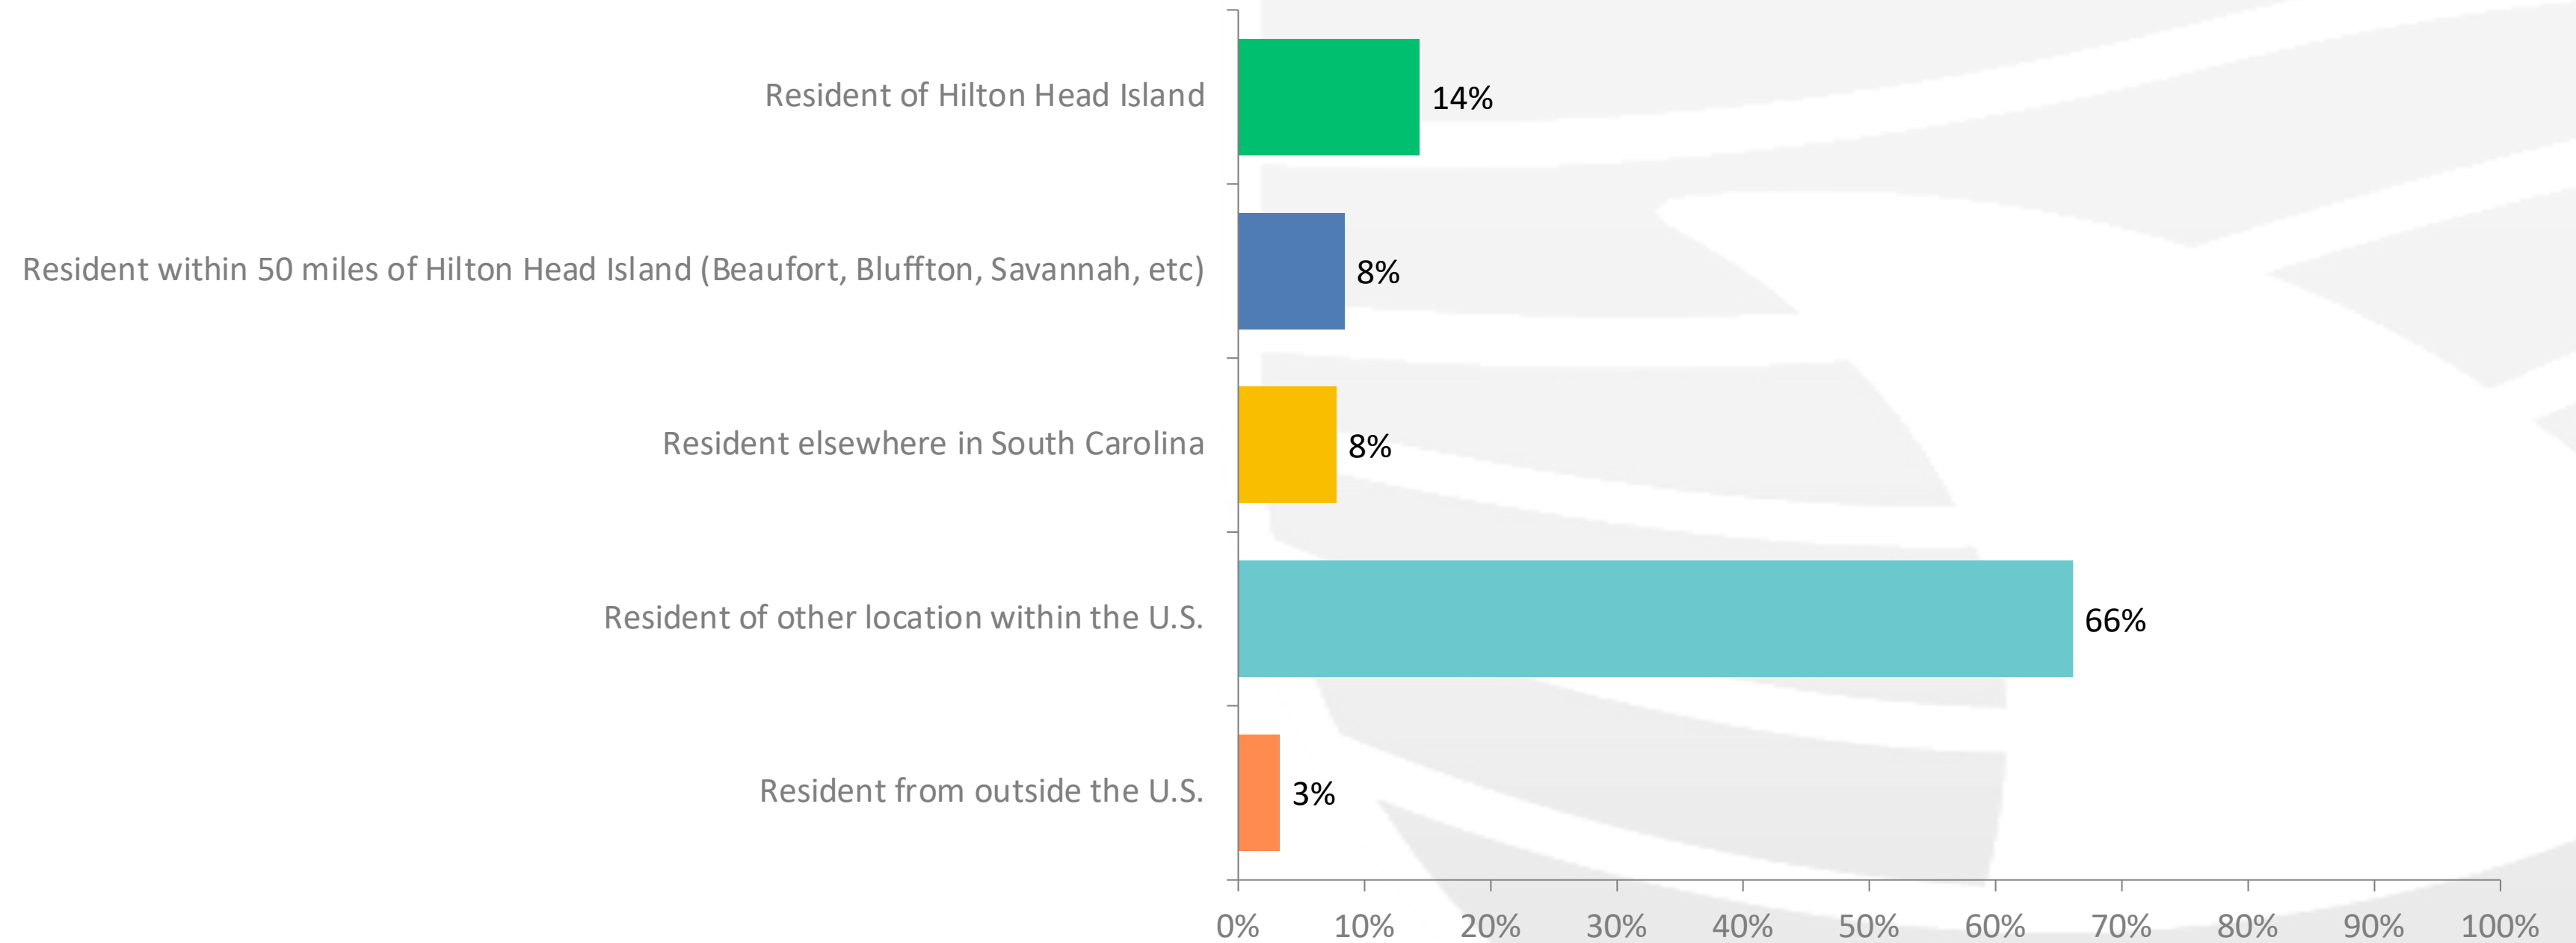 Resident of Hilton Head Island
14%
Resident within 50 miles of Hilton Head Island (Beaufort, Bluffton, Savannah, etc)
8%
Resident elsewhere in South Carolina
8%
Resident of other location within the U.S.
66%
Resident from outside the U.S.
3%
0% 10% 20% 30% 40% 50% 60% 70% 80% 90% 100%